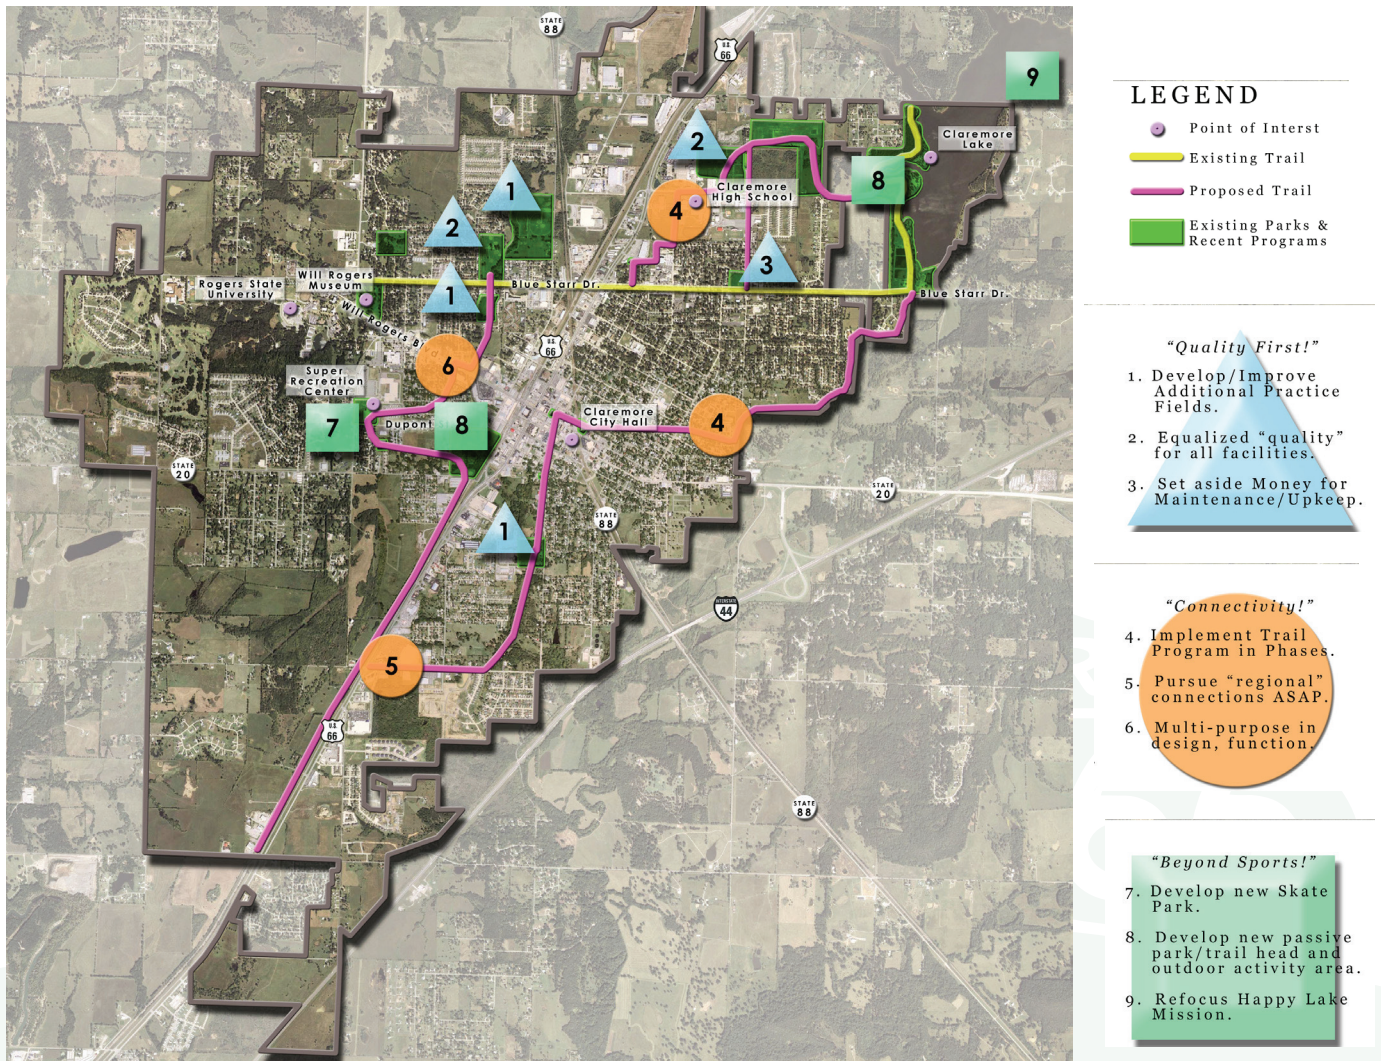 STATE
88
U.S.
66
9
LEGEND
Point of Interst
Existing Trail
Proposed Trail
Existing Parks &
Recent Programs
Claremore
Lake
2
8
1
Claremore
High School
4
2
3
Will Rogers
Museum
Rogers State
University
1
Blue Starr Dr.
Blue Starr Dr.
Will Rogers
U.S.
66
6
Super
Recreation
Center
7
Dupont
8
Claremore
City Hall
4
STATE
20
STATE
20
STATE
88
1
INTERSTATE
44
5
U.S.
66
STATE
88
"Quality First!"
1. Develop/Improve
Additional Practice
Fields.
2. Equalized "quality"
for all facilities.
3. Set aside Money for
Maintenance/Upkeep.
"Connectivity!"
4. Implement Trail
Program in Phases.
5. Pursue "regional"
connections ASAP.
6. Multi-purpose in
design, function.
"Beyond Sports!"
7. Develop new Skate
Park.
8. Develop new passive
park/trail head and
outdoor activity area.
9. Refocus Happy Lake
Mission.